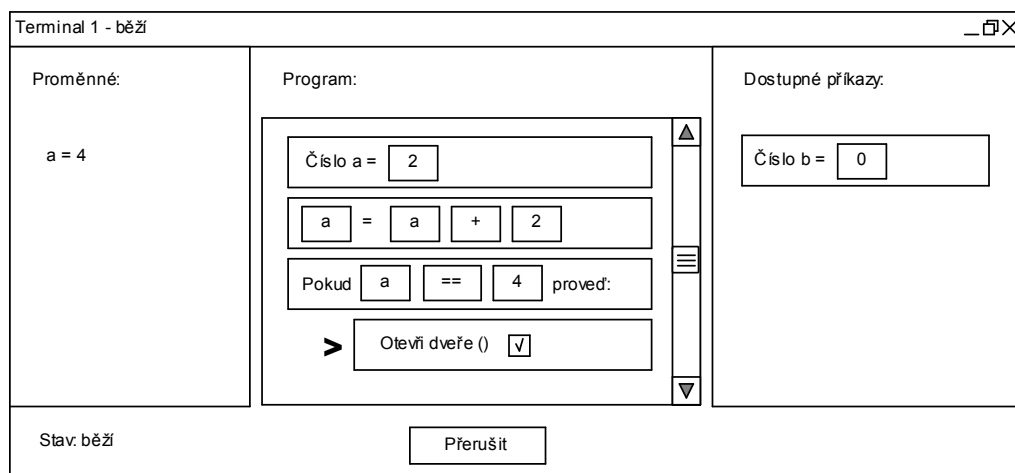 Terminal 1 - běží
Proměnné:
a = 4
Program:
Číslo a = 2
a = a + 2
Pokud a == 4 proveď:
> Otevři dveře () √
Dostupné příkazy:
Číslo b = 0
Stav: běží
Přerušit